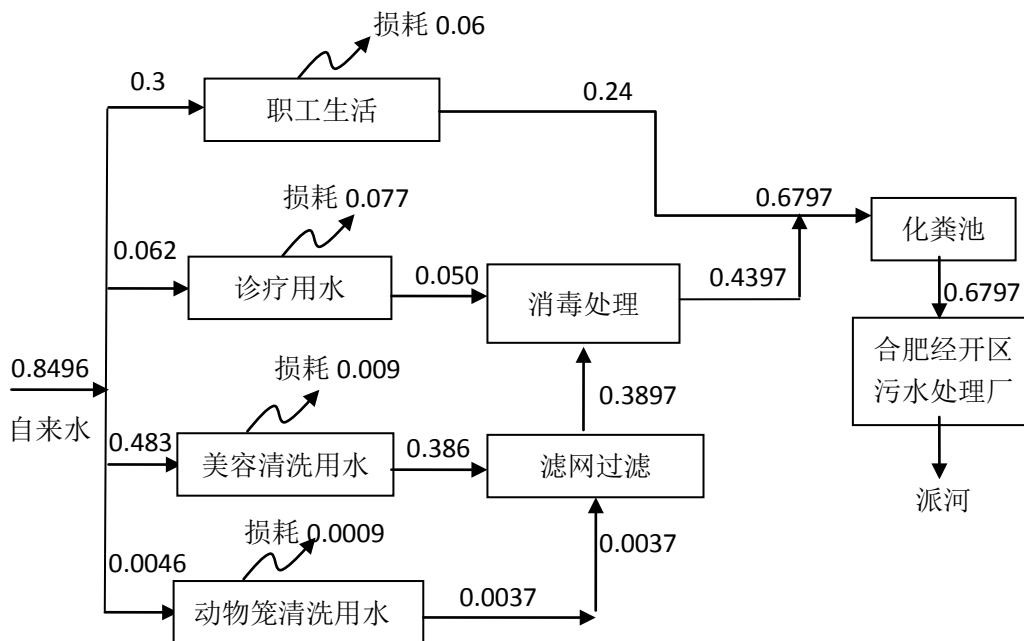 损耗 0.06
0.3
职工生活
0.24
损耗 0.077
0.062
诊疗用水
0.050
消毒处理
0.4397
0.6797
化粪池
0.6797
合肥经开区
污水处理厂
派河
0.8496
自来水
损耗 0.009
0.483
美容清洗用水
0.386
滤网过滤
0.3897
损耗 0.0009
0.0046
动物笼清洗用水
0.0037
0.0037